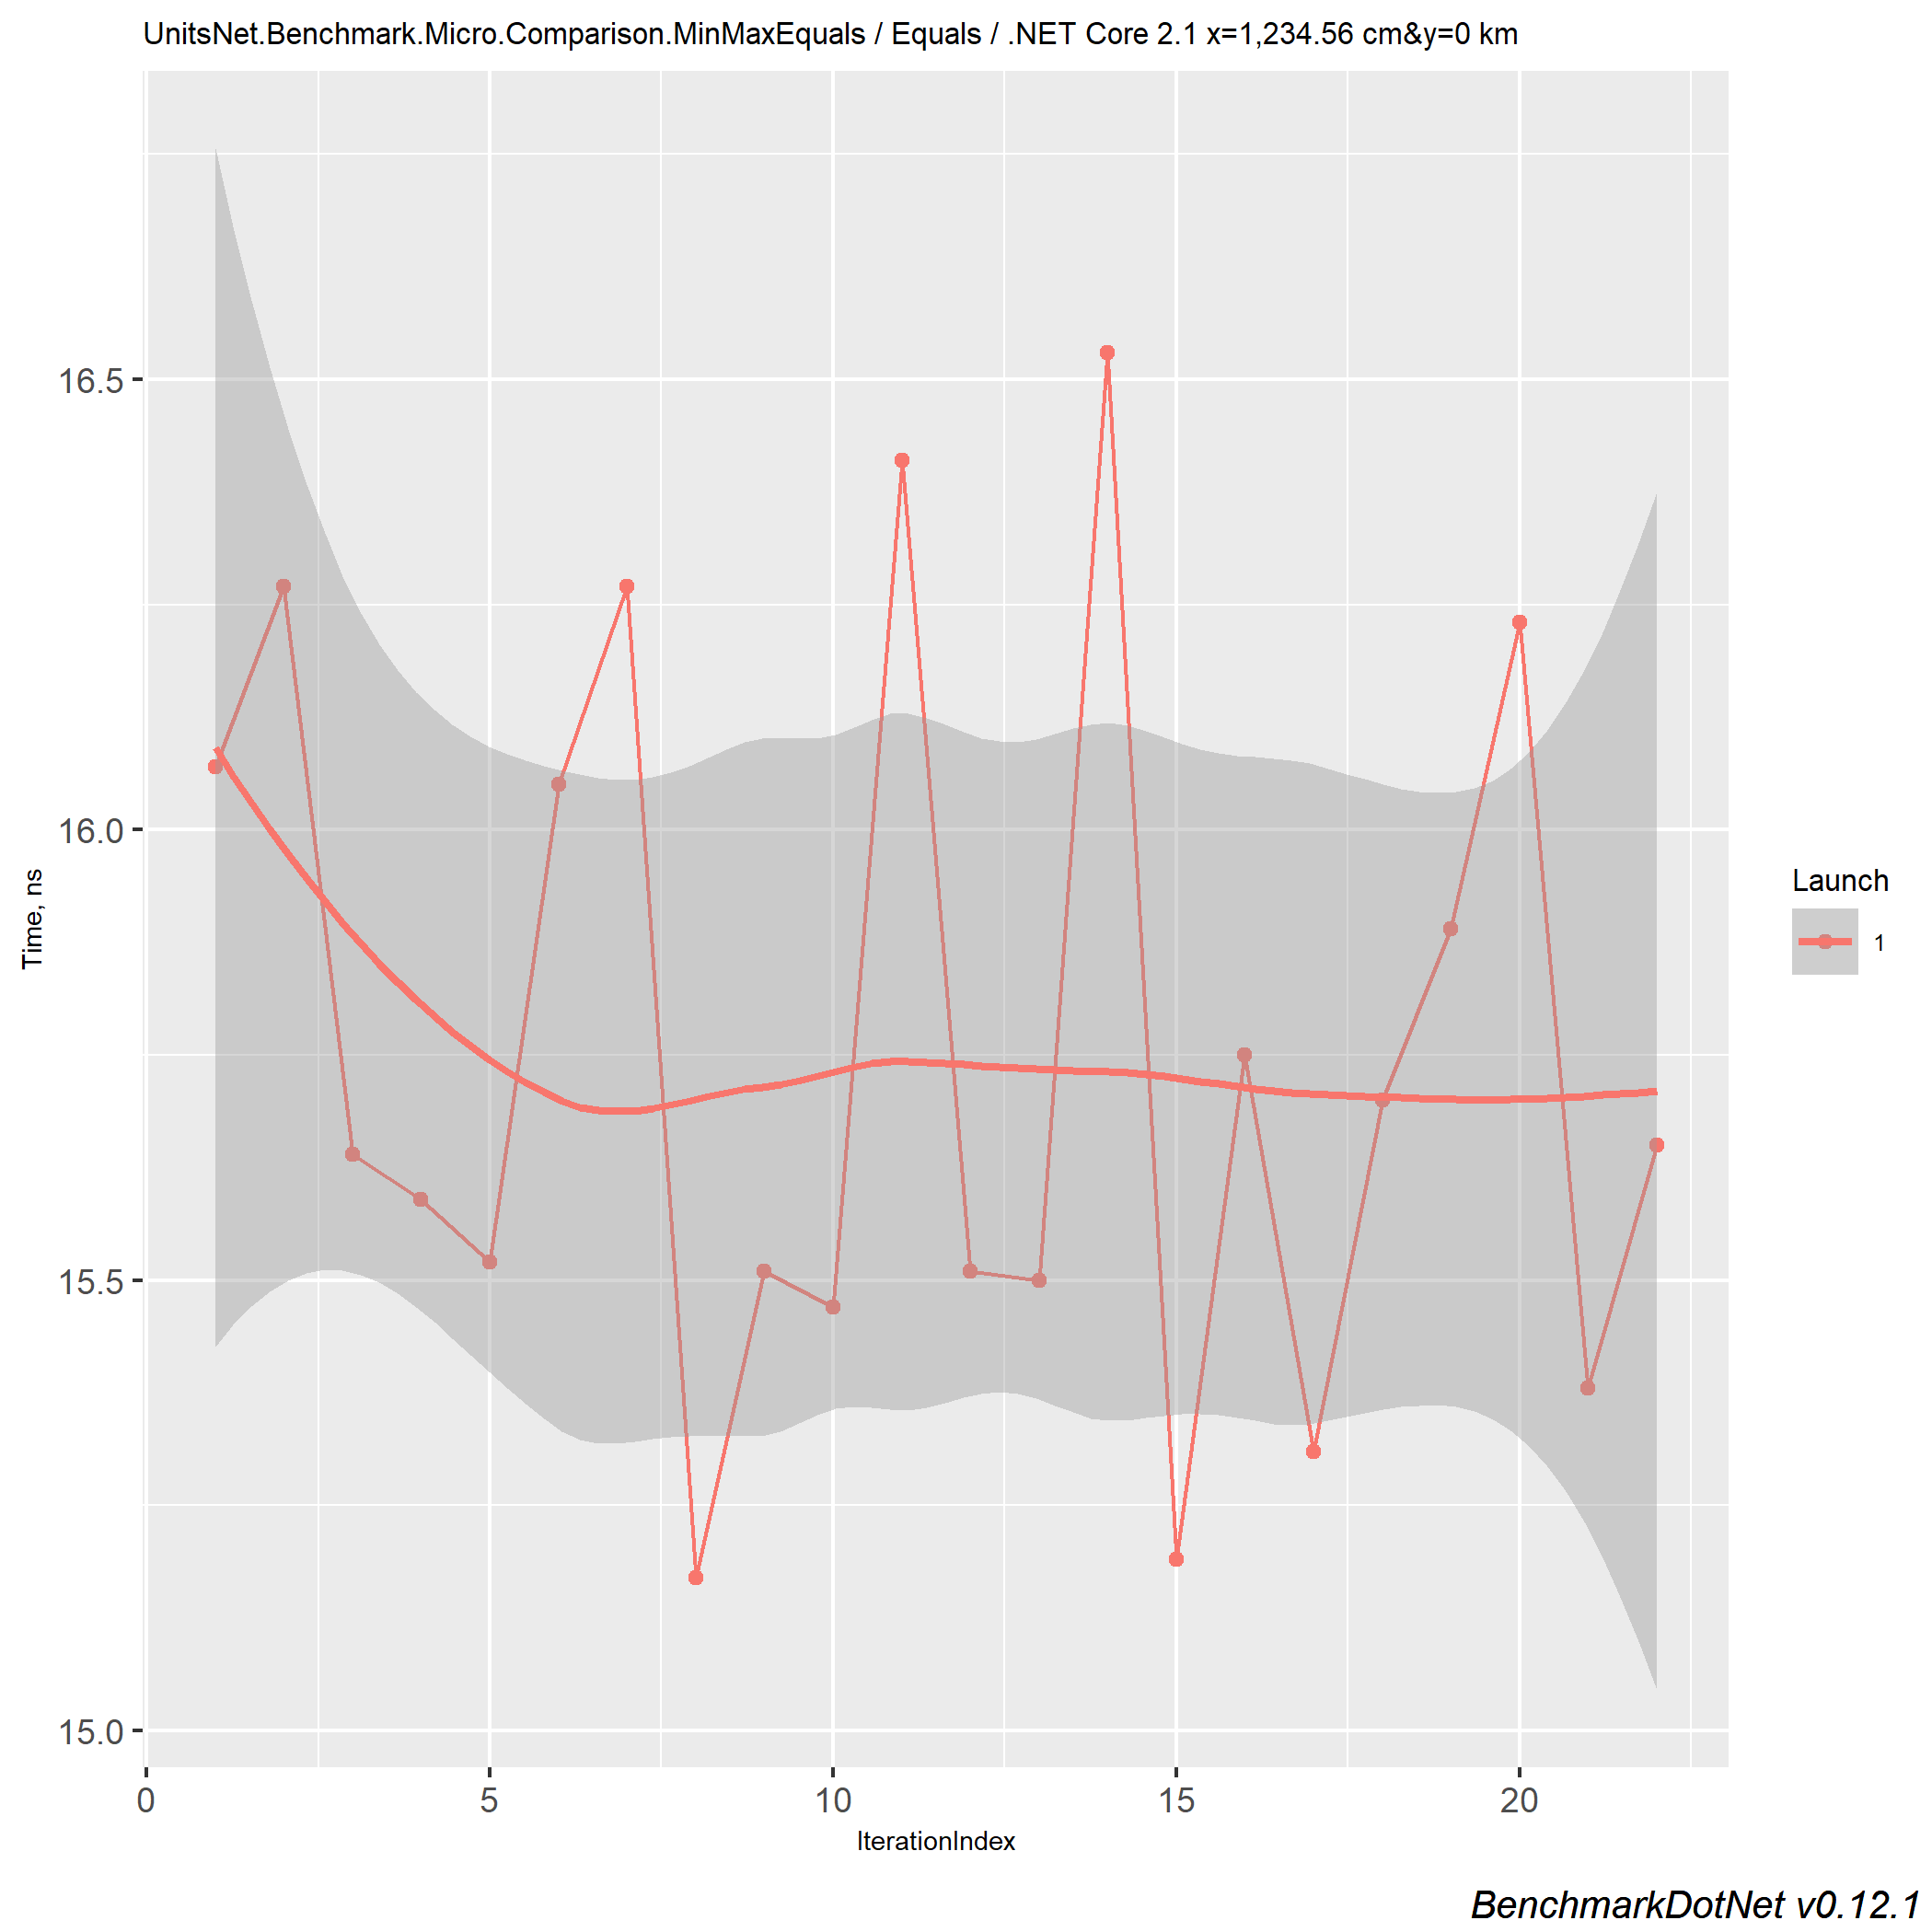 UnitsNet.Benchmark.Micro.Comparison.MinMaxEquals / Equals / .NET Core 2.1 x=1,234.56 cm&y=0 km
16.5
16.0
15.5
15.0
Time, ns
0 5 10 15 20
IterationIndex
Launch
1
BenchmarkDotNet v0.12.1